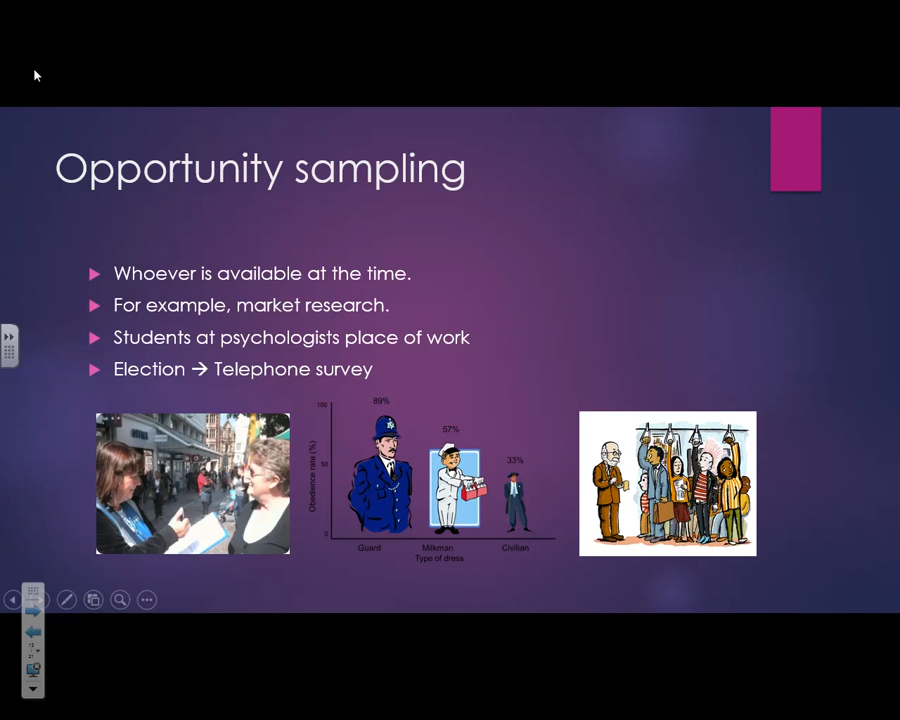 Opportunity sampling
Whoever is available at the time.
For example, market research.
Students at psychologists place of work
Election → Telephone survey
89%
57%
33%
100
50
0
Obedience rate (%)
Guard
Milkman
Civilian
Type of dress